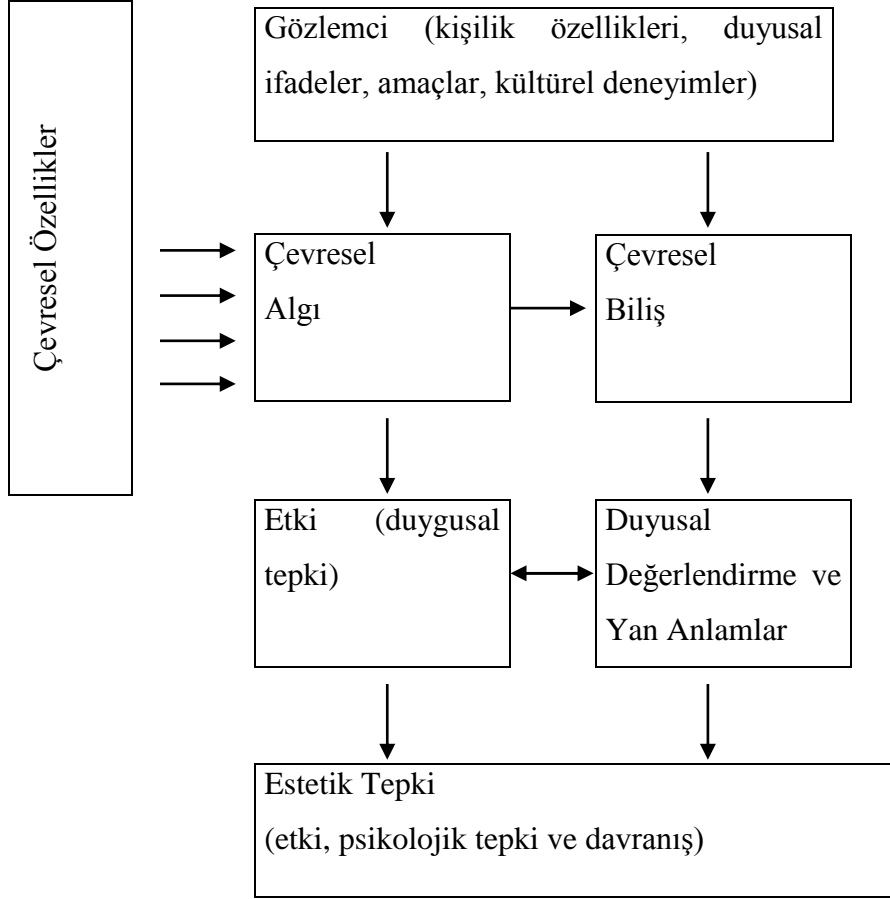 Çevresel Özellikler
Gözlemci (kişilik özellikleri, duyusal
ifadeler, amaçlar, kültürel deneyimler)
Çevresel
Algı
Çevresel
Biliş
Etki (duygusal
tepki)
Duyusal
Değerlendirme ve
Yan Anlamlar
Estetik Tepki
(etki, psikolojik tepki ve davranış)